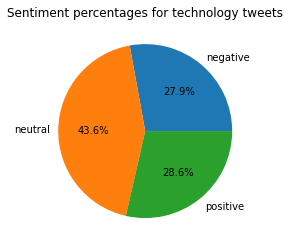 Sentiment percentages for technology tweets
negative
27.9%
neutral
43.6%
28.6%
positive